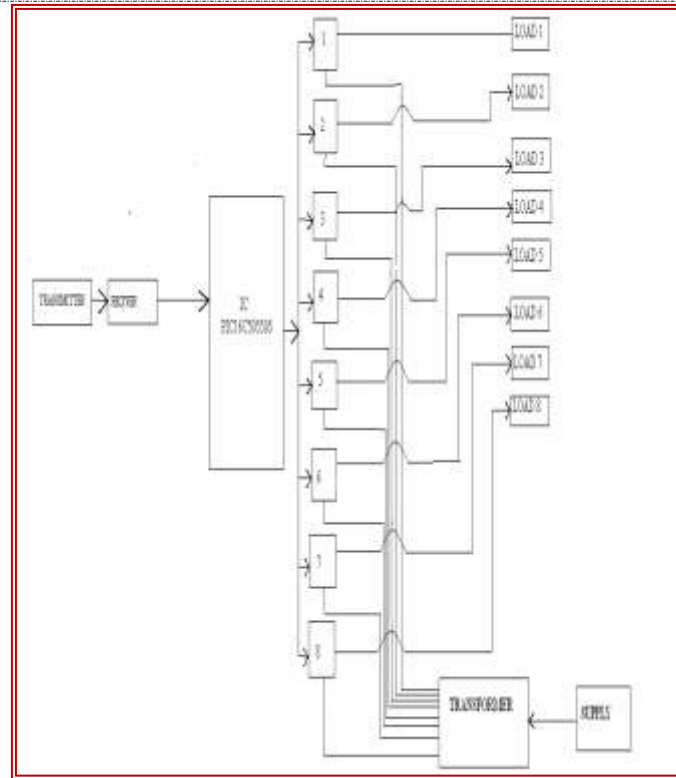 1
LOAD 1
2
LOAD 2
3
LOAD 3
LOAD 4
4
LOAD 5
TRANSMITTER
IC
5
LOAD 6
LOAD 7
6
LOAD 8
7
8
TRANSFORMER
SUPPLY